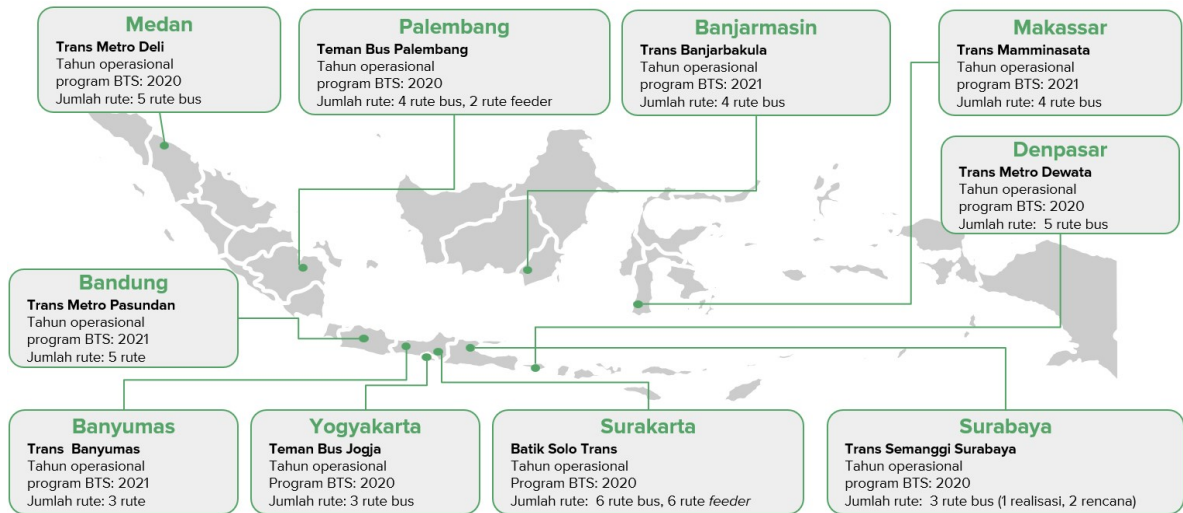 Medan
Trans Metro Deli
Tahun operasional
program BTS: 2020
Jumlah rute: 5 rute bus
Palembang
Teman Bus Palembang
Tahun operasional
program BTS: 2020
Jumlah rute: 4 rute bus, 2 rute feeder
Banjarmasin
Trans Banjarbakula
Tahun operasional
program BTS: 2021
Jumlah rute: 4 rute bus
Makassar
Trans Mamminasata
Tahun operasional
program BTS: 2021
Jumlah rute: 4 rute bus
Denpasar
Trans Metro Dewata
Tahun operasional
program BTS: 2020
Jumlah rute: 5 rute bus
Bandung
Trans Metro Pasundan
Tahun operasional
program BTS: 2021
Jumlah rute: 5 rute
Banyumas
Trans Banyumas
Tahun operasional
program BTS: 2021
Jumlah rute: 3 rute
Yogyakarta
Teman Bus Jogja
Tahun operasional
Program BTS: 2020
Jumlah rute: 3 rute bus
Surakarta
Batik Solo Trans
Tahun operasional
Program BTS: 2020
Jumlah rute: 6 rute bus, 6 rute feeder
Surabaya
Trans Semanggi Surabaya
Tahun operasional
program BTS: 2020
Jumlah rute: 3 rute bus (1 realisasi, 2 rencana)